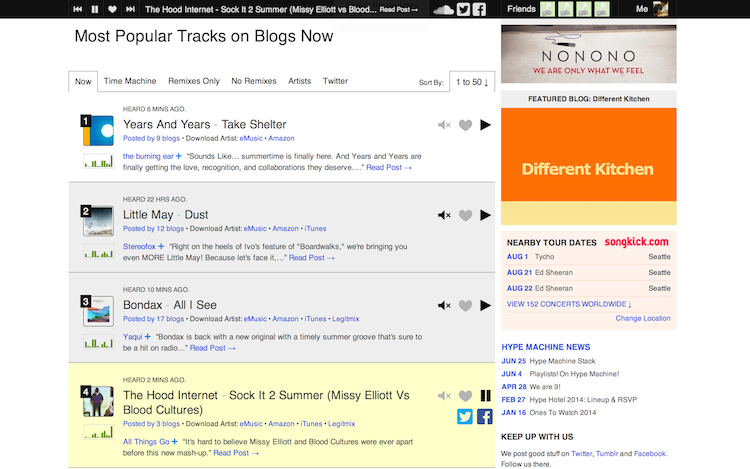 The Hood Internet - Sock It 2 Summer (Missy Elliott vs Blood... Read Post →
Friends
Me
Most Popular Tracks on Blogs Now
Now Time Machine Remixes Only No Remixes Artists Twitter Sort By: 1 to 50 ↓
1
HEARD 6 MINS AGO.
Years And Years - Take Shelter
Posted by 9 blogs • Download Artist: eMusic • Amazon
the burning ear + "Sounds Like... summertime is finally here. And Years and Years are
finally getting the love, recognition, and collaborations they deserve...." Read Post →
2
HEARD 22 HRS AGO.
Little May - Dust
Posted by 12 blogs • Download Artist: eMusic • Amazon • iTunes
Stereofox + "Right on the heels of Ivo's feature of "Boardwalks," we're bringing you
even MORE Little May! Because let's face it,..." Read Post →
3
HEARD 10 MINS AGO.
Bondax - All I See
Posted by 17 blogs • Download Artist: eMusic • Amazon • iTunes • Legitmix
Yaqui + "Bondax is back with a new original with a timely summer groove that's sure to
be a hit on radio..." Read Post →
4
HEARD 2 MINS AGO.
The Hood Internet - Sock It 2 Summer (Missy Elliott Vs
Blood Cultures)
Posted by 3 blogs • Download Artist: eMusic • Amazon • iTunes • Legitmix
All Things Go + "It's hard to believe Missy Elliott and Blood Cultures were ever apart
before this new mash-up." Read Post →
NONONO
WE ARE ONLY WHAT WE FEEL
FEATURED BLOG: Different Kitchen
Different Kitchen
NEARBY TOUR DATES songkick.com
AUG 1 Tycho Seattle
AUG 21 Ed Sheeran Seattle
AUG 22 Ed Sheeran Seattle
VIEW 152 CONCERTS WORLDWIDE ↓
Change Location
HYPE MACHINE NEWS
JUN 25 Hype Machine Stack
JUN 4 Playlists! On Hype Machine!
APR 28 We are 9!
FEB 27 Hype Hotel 2014: Lineup & RSVP
JAN 16 Ones To Watch 2014
KEEP UP WITH US
We post good stuff on Twitter, Tumblr and Facebook.
Follow us there.